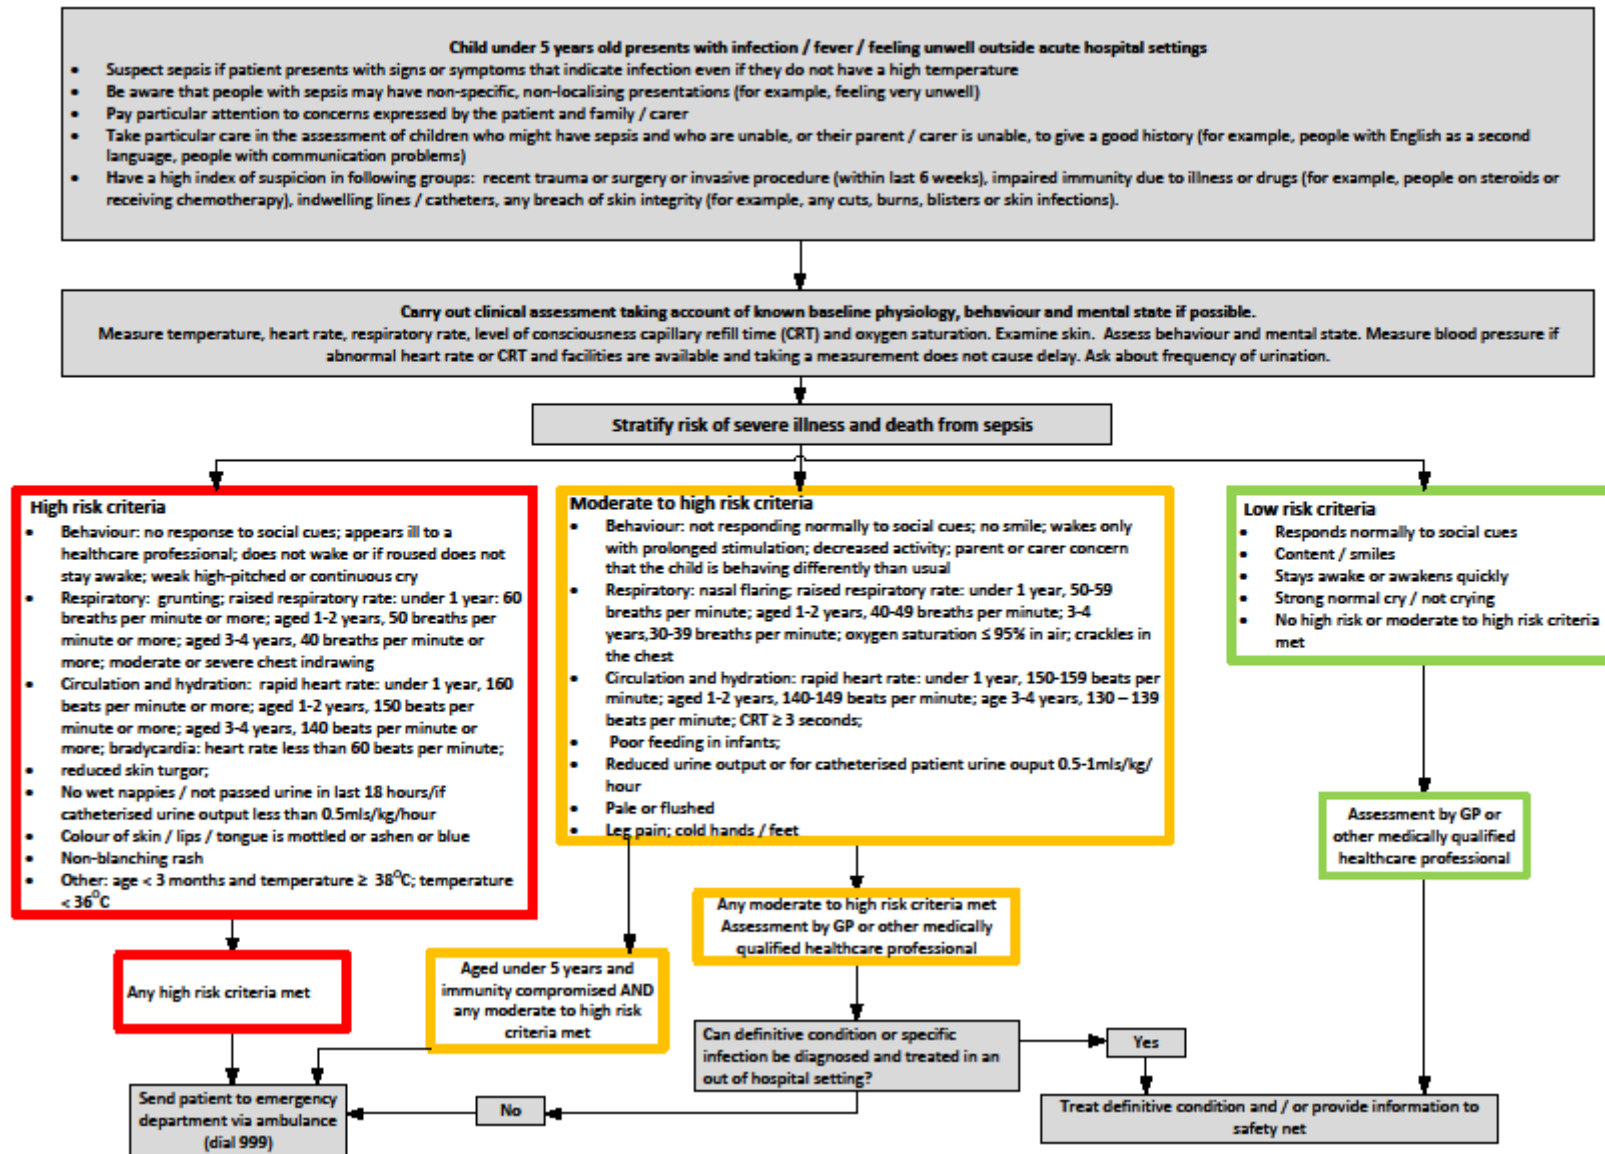 Child under 5 years old presents with infection / fever / feeling unwell outside acute hospital settings
• Suspect sepsis if patient presents with signs or symptoms that indicate infection even if they do not have a high temperature
• Be aware that people with sepsis may have non-specific, non-localising presentations (for example, feeling very unwell)
• Pay particular attention to concerns expressed by the patient and family / carer
• Take particular care in the assessment of children who might have sepsis and who are unable, or their parent / carer is unable, to give a good history (for example, people with English as a second
language, people with communication problems)
• Have a high index of suspicion in following groups: recent trauma or surgery or invasive procedure (within last 6 weeks), impaired immunity due to illness or drugs (for example, people on steroids or
receiving chemotherapy), indwelling lines / catheters, any breach of skin integrity (for example, any cuts, burns, blisters or skin infections).
Carry out clinical assessment taking account of known baseline physiology, behaviour and mental state if possible.
Measure temperature, heart rate, respiratory rate, level of consciousness capillary refill time (CRT) and oxygen saturation. Examine skin. Assess behaviour and mental state. Measure blood pressure if
abnormal heart rate or CRT and facilities are available and taking a measurement does not cause delay. Ask about frequency of urination.
Stratify risk of severe illness and death from sepsis
High risk criteria
• Behaviour: no response to social cues; appears ill to a
healthcare professional; does not wake or if roused does not
stay awake; weak high-pitched or continuous cry
• Respiratory: grunting; raised respiratory rate: under 1 year: 60
breaths per minute or more; aged 1-2 years, 50 breaths per
minute or more; aged 3-4 years, 40 breaths per minute or
more; moderate or severe chest indrawing
• Circulation and hydration: rapid heart rate: under 1 year, 160
beats per minute or more; aged 1-2 years, 150 beats per
minute or more; aged 3-4 years, 140 beats per minute or
more; bradycardia: heart rate less than 60 beats per minute;
• reduced skin turgor;
• No wet nappies / not passed urine in last 18 hours/if
catheterised urine output less than 0.5mls/kg/hour
• Colour of skin / lips / tongue is mottled or ashen or blue
• Non-blanching rash
• Other: age < 3 months and temperature ≥ 38°C; temperature
< 36°C
Moderate to high risk criteria
• Behaviour: not responding normally to social cues; no smile; wakes only
with prolonged stimulation; decreased activity; parent or carer concern
that the child is behaving differently than usual
• Respiratory: nasal flaring; raised respiratory rate: under 1 year, 50-59
breaths per minute; aged 1-2 years, 40-49 breaths per minute; 3-4
years,30-39 breaths per minute; oxygen saturation ≤ 95% in air; crackles in
the chest
• Circulation and hydration: rapid heart rate: under 1 year, 150-159 beats per
minute; aged 1-2 years, 140-149 beats per minute; age 3-4 years, 130 – 139
beats per minute; CRT ≥ 3 seconds;
• Poor feeding in infants;
• Reduced urine output or for catheterised patient urine ouput 0.5-1mls/kg/
hour
• Pale or flushed
• Leg pain; cold hands / feet
Low risk criteria
• Responds normally to social cues
• Content / smiles
• Stays awake or awakens quickly
• Strong normal cry / not crying
• No high risk or moderate to high risk criteria
met
Assessment by GP or
other medically qualified
healthcare professional
Any moderate to high risk criteria met
Assessment by GP or other medically
qualified healthcare professional
Any high risk criteria met
Aged under 5 years and
immunity compromised AND
any moderate to high risk
criteria met
Can definitive condition or specific
infection be diagnosed and treated in an
out of hospital setting?
Yes
No
Send patient to emergency
department via ambulance
(dial 999)
Treat definitive condition and / or provide information to
safety net